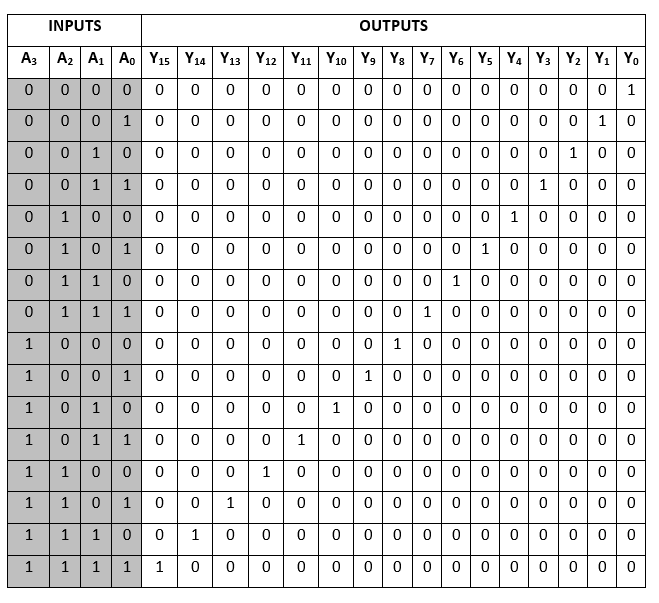 INPUTS OUTPUTS
A₃ A₂ A₁ A₀ Y₁₅ Y₁₄ Y₁₃ Y₁₂ Y₁₁ Y₁₀ Y₉ Y₈ Y₇ Y₆ Y₅ Y₄ Y₃ Y₂ Y₁ Y₀
0 0 0 0 0 0 0 0 0 0 0 0 0 0 0 0 0 0 0 1
0 0 0 1 0 0 0 0 0 0 0 0 0 0 0 0 0 0 1 0
0 0 1 0 0 0 0 0 0 0 0 0 0 0 0 0 0 1 0 0
0 0 1 1 0 0 0 0 0 0 0 0 0 0 0 0 1 0 0 0
0 1 0 0 0 0 0 0 0 0 0 0 0 0 0 1 0 0 0 0
0 1 0 1 0 0 0 0 0 0 0 0 0 0 1 0 0 0 0 0
0 1 1 0 0 0 0 0 0 0 0 0 0 1 0 0 0 0 0 0
0 1 1 1 0 0 0 0 0 0 0 0 1 0 0 0 0 0 0 0
1 0 0 0 0 0 0 0 0 0 0 1 0 0 0 0 0 0 0 0
1 0 0 1 0 0 0 0 0 0 1 0 0 0 0 0 0 0 0 0
1 0 1 0 0 0 0 0 0 1 0 0 0 0 0 0 0 0 0 0
1 0 1 1 0 0 0 0 1 0 0 0 0 0 0 0 0 0 0 0
1 1 0 0 0 0 0 1 0 0 0 0 0 0 0 0 0 0 0 0
1 1 0 1 0 0 1 0 0 0 0 0 0 0 0 0 0 0 0 0
1 1 1 0 0 1 0 0 0 0 0 0 0 0 0 0 0 0 0 0
1 1 1 1 1 0 0 0 0 0 0 0 0 0 0 0 0 0 0 0